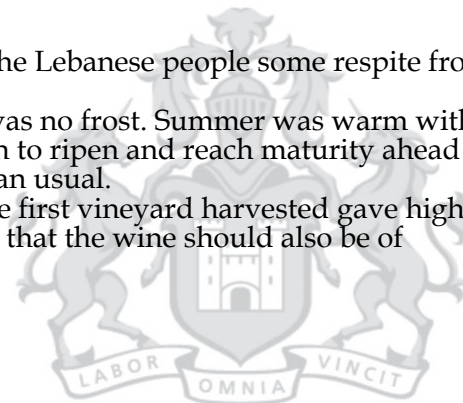 he Lebanese people some respite fro
vas no frost. Summer was warm with
n to ripen and reach maturity ahead
an usual.
e first vineyard harvested gave high
that the wine should also be of
LABOR OMNIA VINCIT